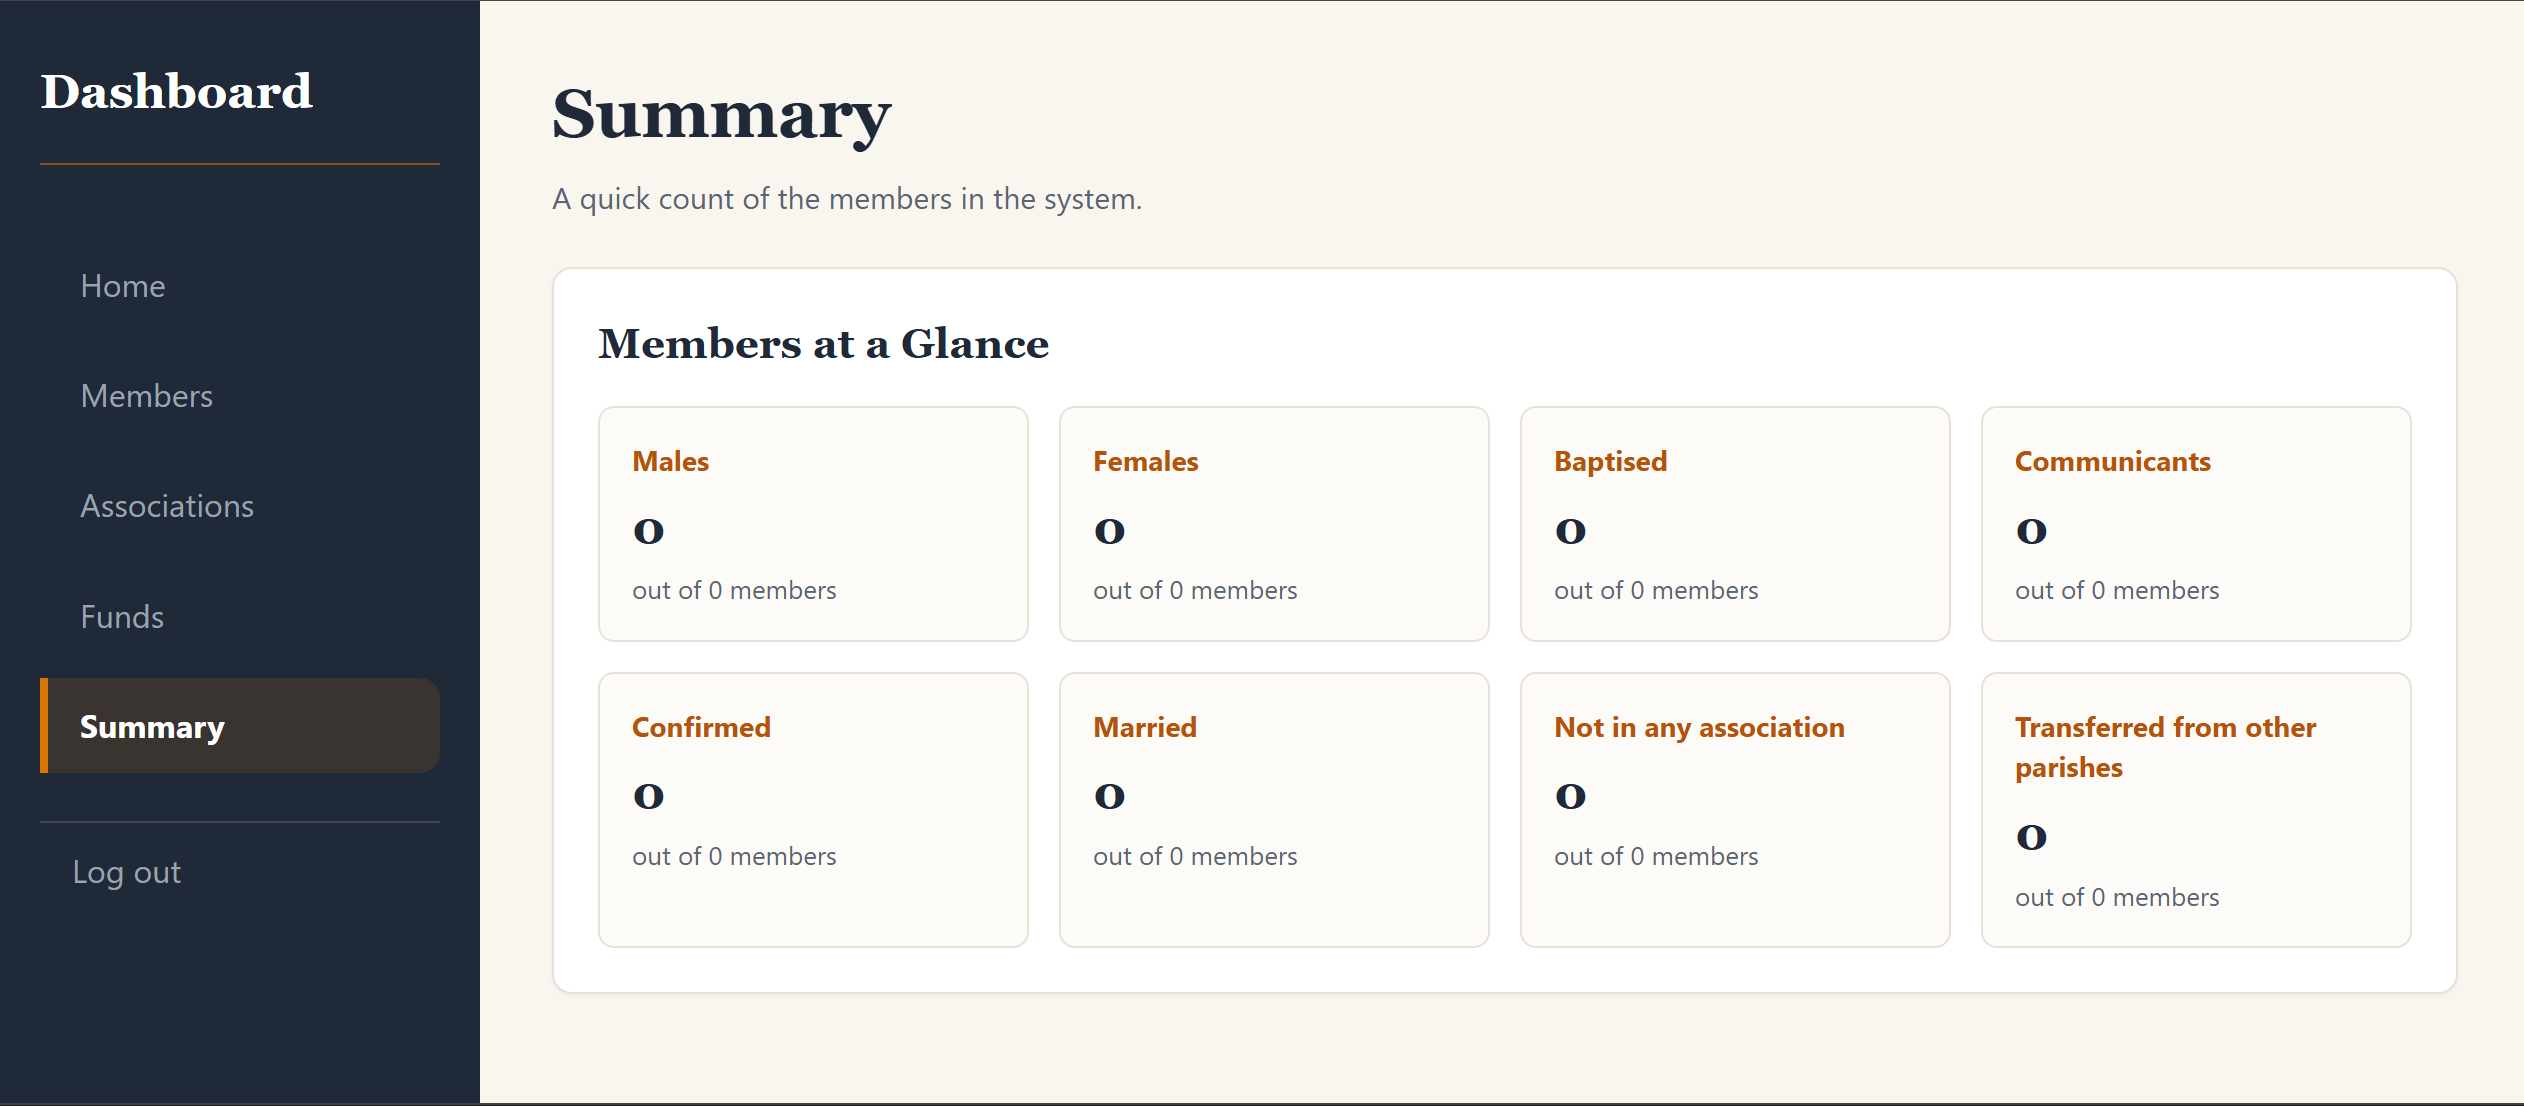 Dashboard
Home
Members
Associations
Funds
Summary
Log out
Summary
A quick count of the members in the system.
Members at a Glance
Males
0
out of 0 members
Females
0
out of 0 members
Baptised
0
out of 0 members
Communicants
0
out of 0 members
Confirmed
0
out of 0 members
Married
0
out of 0 members
Not in any association
0
out of 0 members
Transferred from other
parishes
0
out of 0 members